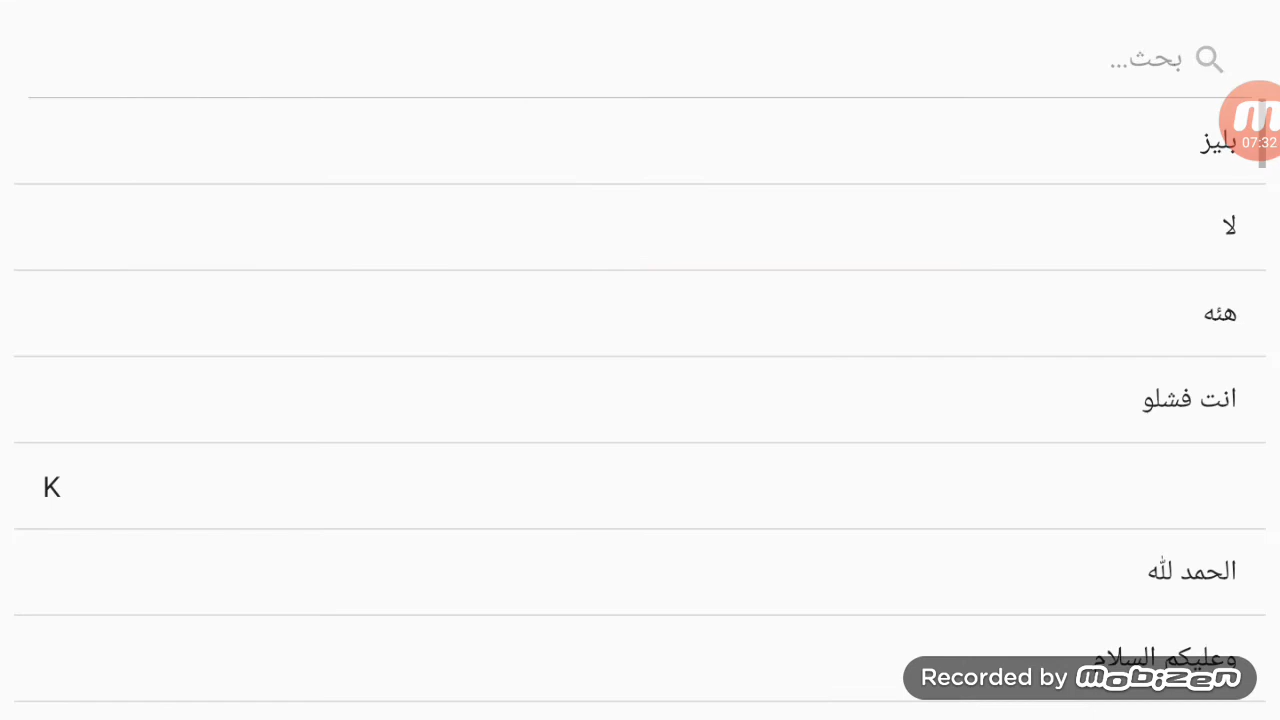 بحث...
07:32
بليز
لا
هئه
انت فشلو
K
الحمد لله
وعليكم السلام
Recorded by mobizen